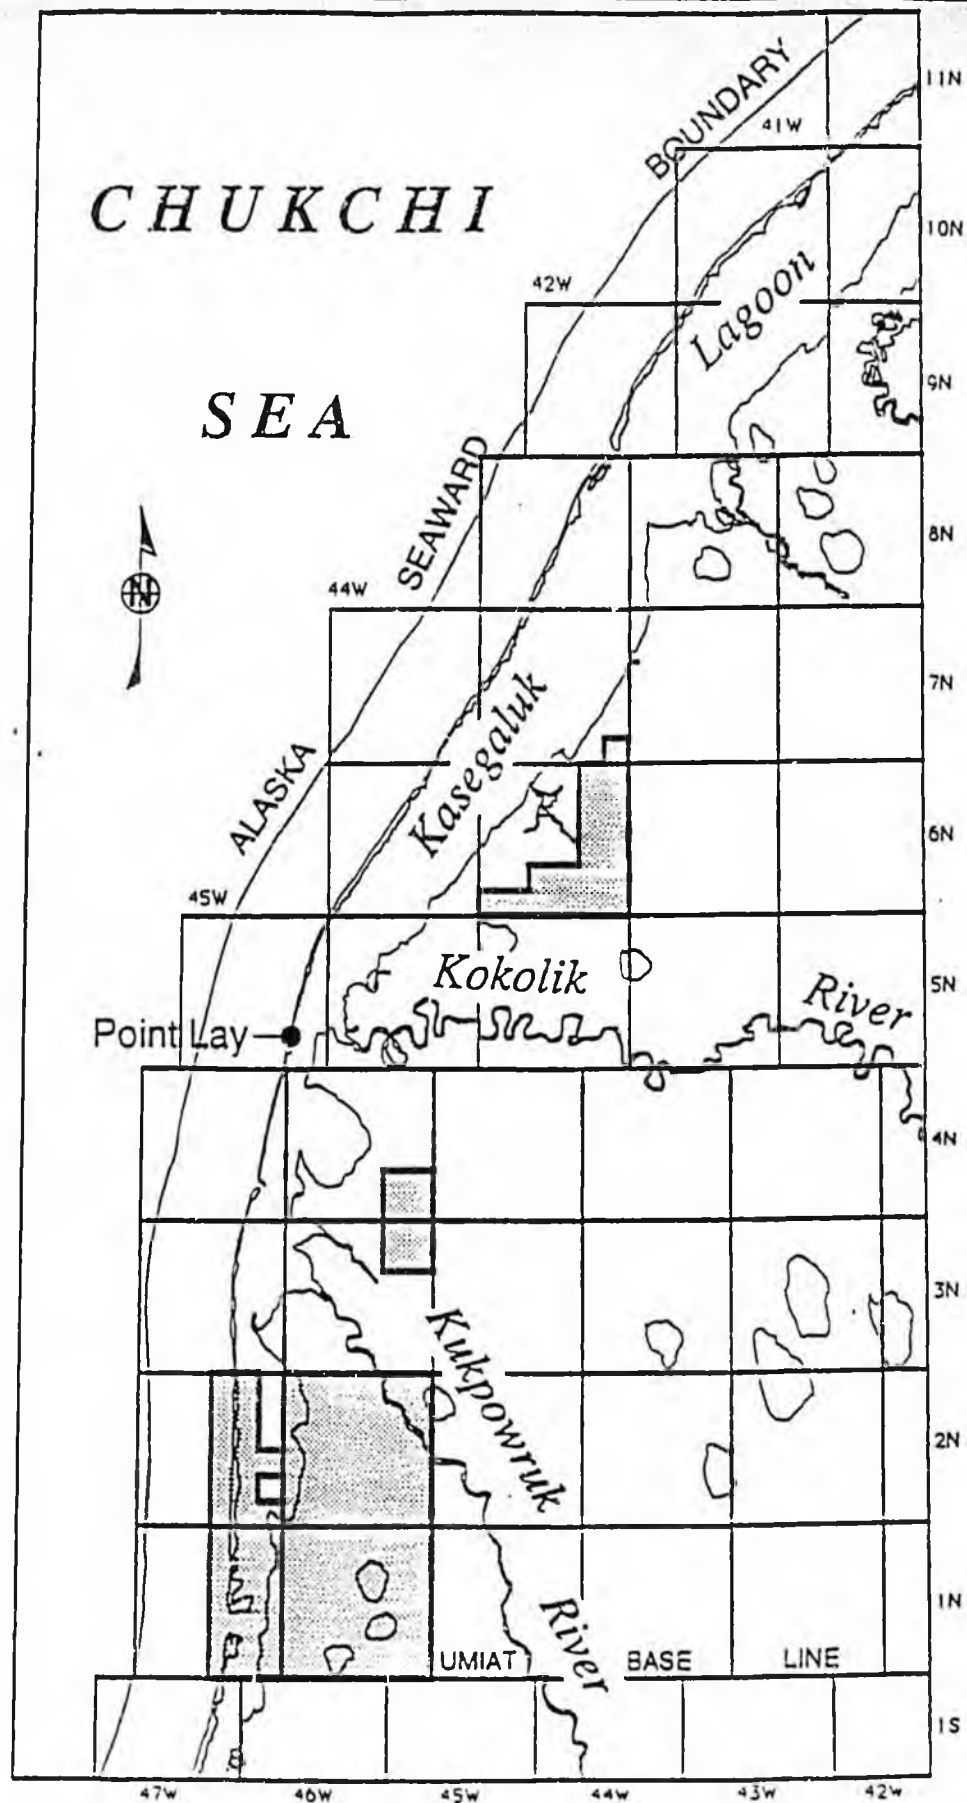 11N
BOUNDARY
41W
CHUKCHI
10N
Lagoon
42W
9N
SEA
SEAWARD
8N
N
44W
7N
Kasegaluk
ALASKA
6N
45W
Kokolik
River
5N
Point Lay
4N
3N
Kukpowruk
2N
River
1N
UMIAT BASE LINE
1S
47W 46W 45W 44W 43W 42W